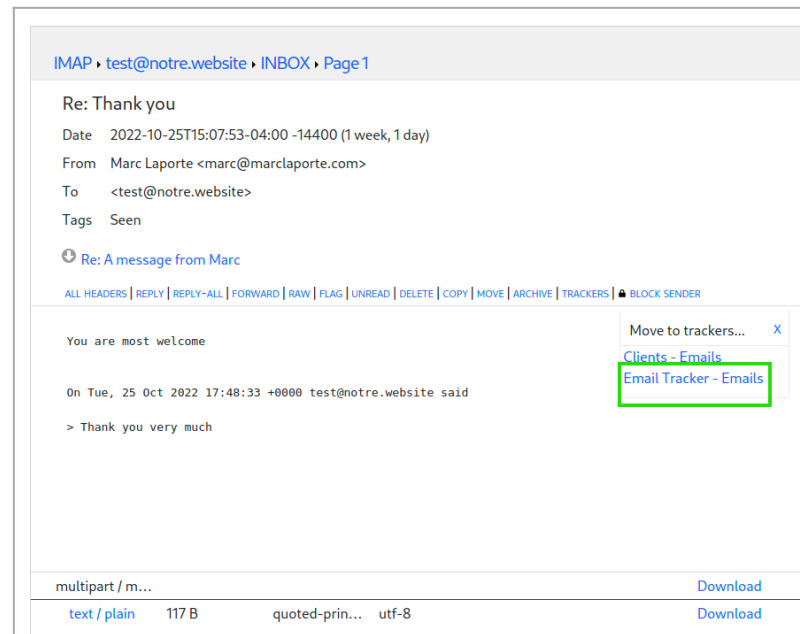 IMAP ▸ test@notre.website ▸ INBOX ▸ Page 1
Re: Thank you
Date 2022-10-25T15:07:53-04:00 -14400 (1 week, 1 day)
From Marc Laporte <marc@marclaporte.com>
To <test@notre.website>
Tags Seen
Re: A message from Marc
ALL HEADERS | REPLY | REPLY-ALL | FORWARD | RAW | FLAG | UNREAD | DELETE | COPY | MOVE | ARCHIVE | TRACKERS | BLOCK SENDER
Move to trackers... X
Clients - Emails
Email Tracker - Emails
You are most welcome
On Tue, 25 Oct 2022 17:48:33 +0000 test@notre.website said
> Thank you very much
multipart / m... Download
text / plain 117 B quoted-prin... utf-8 Download